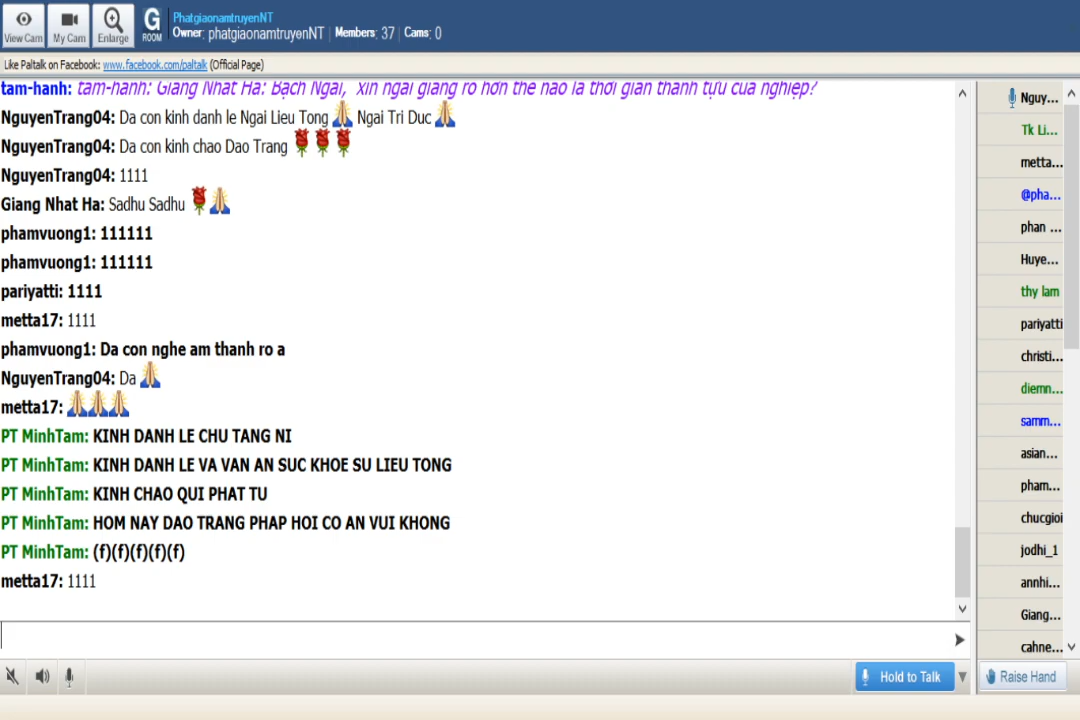 PhatgiaonamtruyenNT
Owner: phatgiaonamtruyenNT | Members: 37 | Cams: 0
View Cam
My Cam
Enlarge
G
ROOM
Like Paltalk on Facebook: www.facebook.com/paltalk (Official Page)
tam-hanh: tam-hanh: Giang Nhat Ha: Bạch Ngài, xin ngài giảng rõ hơn thế nào là thời gian thành tựu của nghiệp?
NguyenTrang04: Da con kinh danh le Ngai Lieu Tong Ngai Tri Duc
NguyenTrang04: Da con kinh chao Dao Trang
NguyenTrang04: 1111
Giang Nhat Ha: Sadhu Sadhu
phamvuong1: 111111
phamvuong1: 111111
pariyatti: 1111
metta17: 1111
phamvuong1: Da con nghe am thanh ro a
NguyenTrang04: Da
metta17:
PT MinhTam: KINH DANH LE CHU TANG NI
PT MinhTam: KINH DANH LE VA VAN AN SUC KHOE SU LIEU TONG
PT MinhTam: KINH CHAO QUI PHAT TU
PT MinhTam: HOM NAY DAO TRANG PHAP HOI CO AN VUI KHONG
PT MinhTam: (f)(f)(f)(f)(f)
metta17: 1111
Nguy...
Tk Li...
metta...
@pha...
phan ...
Huye...
thy lam
pariyatti
christi...
diemn...
samm...
asian...
pham...
chucgioi
jodhi_1
annhi...
Giang...
cahne...
Hold to Talk
Raise Hand